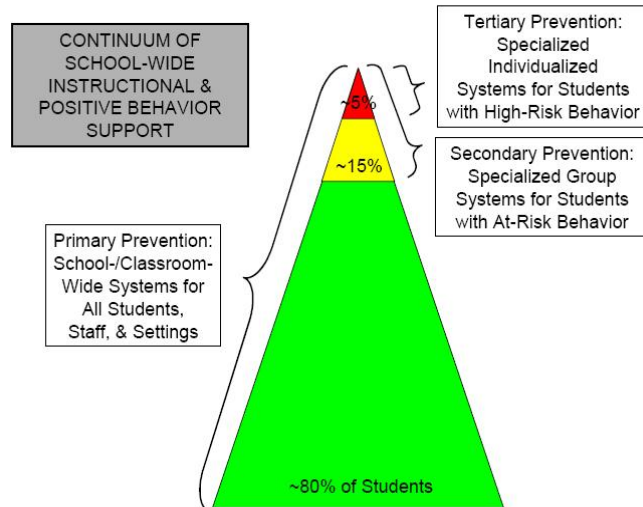 CONTINUUM OF
SCHOOL-WIDE
INSTRUCTIONAL &
POSITIVE BEHAVIOR
SUPPORT
Tertiary Prevention:
Specialized
Individualized
Systems for Students
with High-Risk Behavior
~5%
Secondary Prevention:
Specialized Group
Systems for Students
with At-Risk Behavior
~15%
Primary Prevention:
School-/Classroom-
Wide Systems for
All Students,
Staff, & Settings
~80% of Students